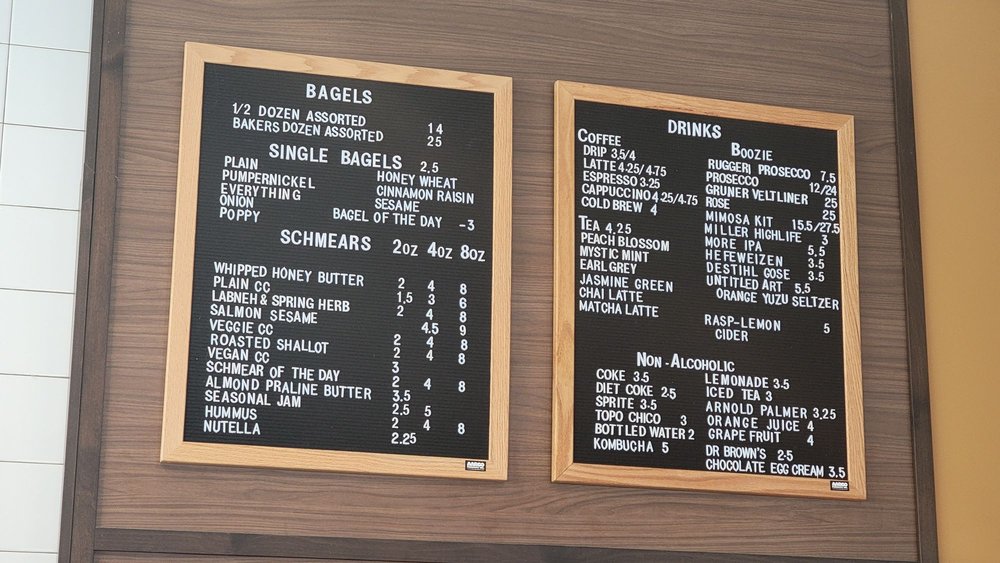 BAGELS
1/2 DOZEN ASSORTED 14
BAKERS DOZEN ASSORTED 25
SINGLE BAGELS 2.5
PLAIN
PUMPERNICKEL
EVERYTHING
ONION
POPPY
HONEY WHEAT
CINNAMON RAISIN
SESAME
BAGEL OF THE DAY -3
SCHMEARS 2OZ 4OZ 8OZ
WHIPPED HONEY BUTTER 2 4 8
PLAIN CC 1.5 3 6
LABNEH & SPRING HERB 2 4 8
SALMON SESAME 4.5 9
VEGGIE CC 2 4 8
ROASTED SHALLOT 2 4 8
VEGAN CC 3
SCHMEAR OF THE DAY 2 4 8
ALMOND PRALINE BUTTER 3.5
SEASONAL JAM 2.5 5
HUMMUS 2 4 8
NUTELLA 2.25
DRINKS
COFFEE
DRIP 3.5/4
LATTE 4.25/4.75
ESPRESSO 3.25
CAPPUCCINO 4.25/4.75
COLD BREW 4
TEA 4.25
PEACH BLOSSOM
MYSTIC MINT
EARL GREY
JASMINE GREEN
CHAI LATTE
MATCHA LATTE
BOOZIE
RUGGERI PROSECCO 7.5
PROSECCO 12/24
GRUNER VELTLINER 25
ROSE 25
MIMOSA KIT 15.5/27.5
MILLER HIGHLIFE 3
MORE IPA 5.5
HEFEWEIZEN 3.5
DESTIHL GOSE 3.5
UNTITLED ART 5.5
ORANGE YUZU SELTZER
RASP-LEMON 5
CIDER
NON-ALCOHOLIC
COKE 3.5
DIET COKE 2.5
SPRITE 3.5
TOPO CHICO 3
BOTTLED WATER 2
KOMBUCHA 5
LEMONADE 3.5
ICED TEA 3
ARNOLD PALMER 3.25
ORANGE JUICE 4
GRAPEFRUIT 4
DR BROWN'S 2.5
CHOCOLATE EGG CREAM 3.5